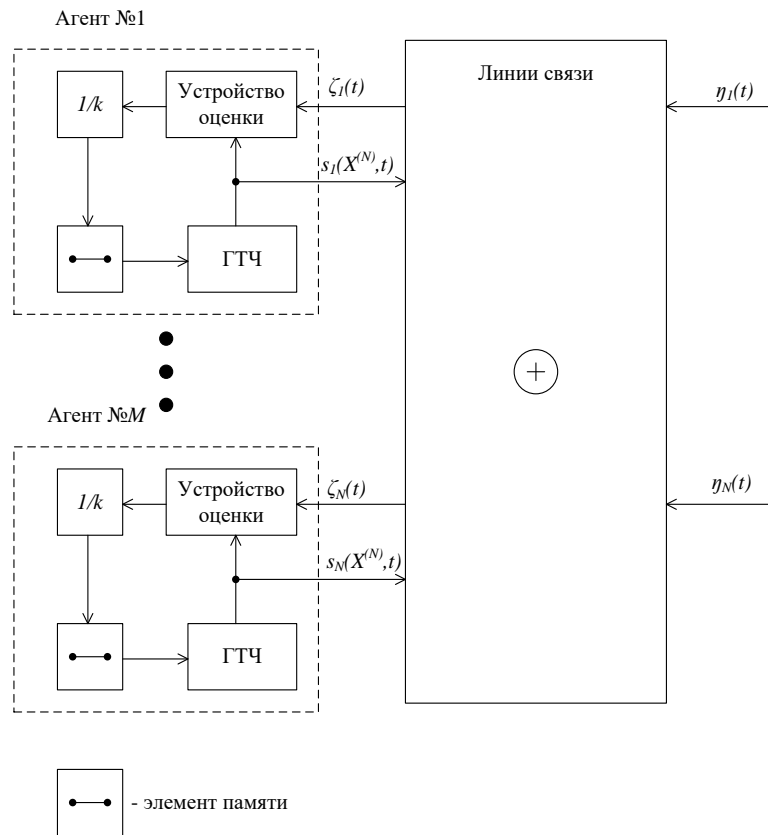 Агент №1
Линии связи
1/k
Устройство
оценки
ζ1(t)
η1(t)
s1(X(N),t)
ГТЧ
Агент №M
1/k
Устройство
оценки
ζN(t)
ηN(t)
sN(X(N),t)
ГТЧ
- элемент памяти